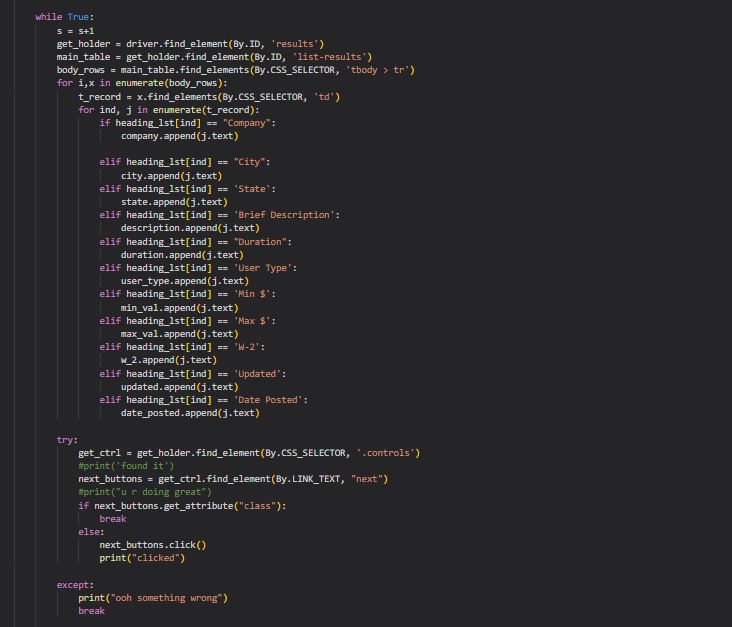 while True:
    s = s+1
    get_holder = driver.find_element(By.ID, 'results')
    main_table = get_holder.find_element(By.ID, 'list-results')
    body_rows = main_table.find_elements(By.CSS_SELECTOR, 'tbody > tr')
    for i,x in enumerate(body_rows):
        t_record = x.find_elements(By.CSS_SELECTOR, 'td')
        for ind, j in enumerate(t_record):
            if heading_lst[ind] == "Company":
                company.append(j.text)

            elif heading_lst[ind] == "City":
                city.append(j.text)
            elif heading_lst[ind] == 'State':
                state.append(j.text)
            elif heading_lst[ind] == 'Brief Description':
                description.append(j.text)
            elif heading_lst[ind] == "Duration":
                duration.append(j.text)
            elif heading_lst[ind] == 'User Type':
                user_type.append(j.text)
            elif heading_lst[ind] == 'Min $':
                min_val.append(j.text)
            elif heading_lst[ind] == 'Max $':
                max_val.append(j.text)
            elif heading_lst[ind] == 'W-2':
                w_2.append(j.text)
            elif heading_lst[ind] == 'Updated':
                updated.append(j.text)
            elif heading_lst[ind] == 'Date Posted':
                date_posted.append(j.text)

    try:
        get_ctrl = get_holder.find_element(By.CSS_SELECTOR, '.controls')
        #print('found it')
        next_buttons = get_ctrl.find_element(By.LINK_TEXT, "next")
        #print("u r doing great")
        if next_buttons.get_attribute("class"):
            break
        else:
            next_buttons.click()
            print("clicked")

    except:
        print("ooh something wrong")
        break